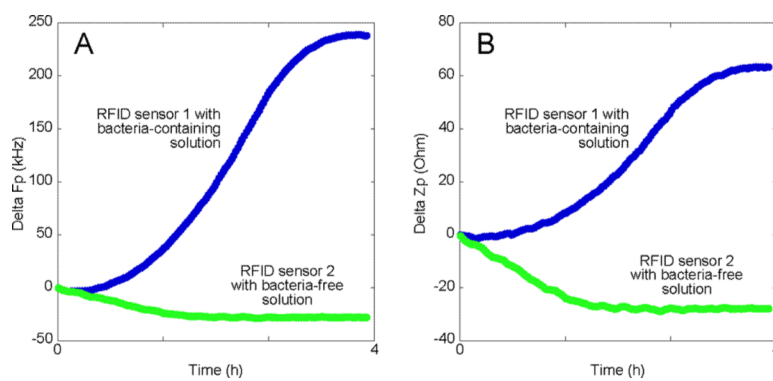 A
250
200
150
100
50
0
-50
Delta Fp (kHz)
RFID sensor 1 with
bacteria-containing
solution
RFID sensor 2
with bacteria-free
solution
0
4
Time (h)
B
80
60
40
20
0
-20
-40
Delta Zp (Ohm)
RFID sensor 1 with
bacteria-containing
solution
RFID sensor 2
with bacteria-free
solution
0
Time (h)